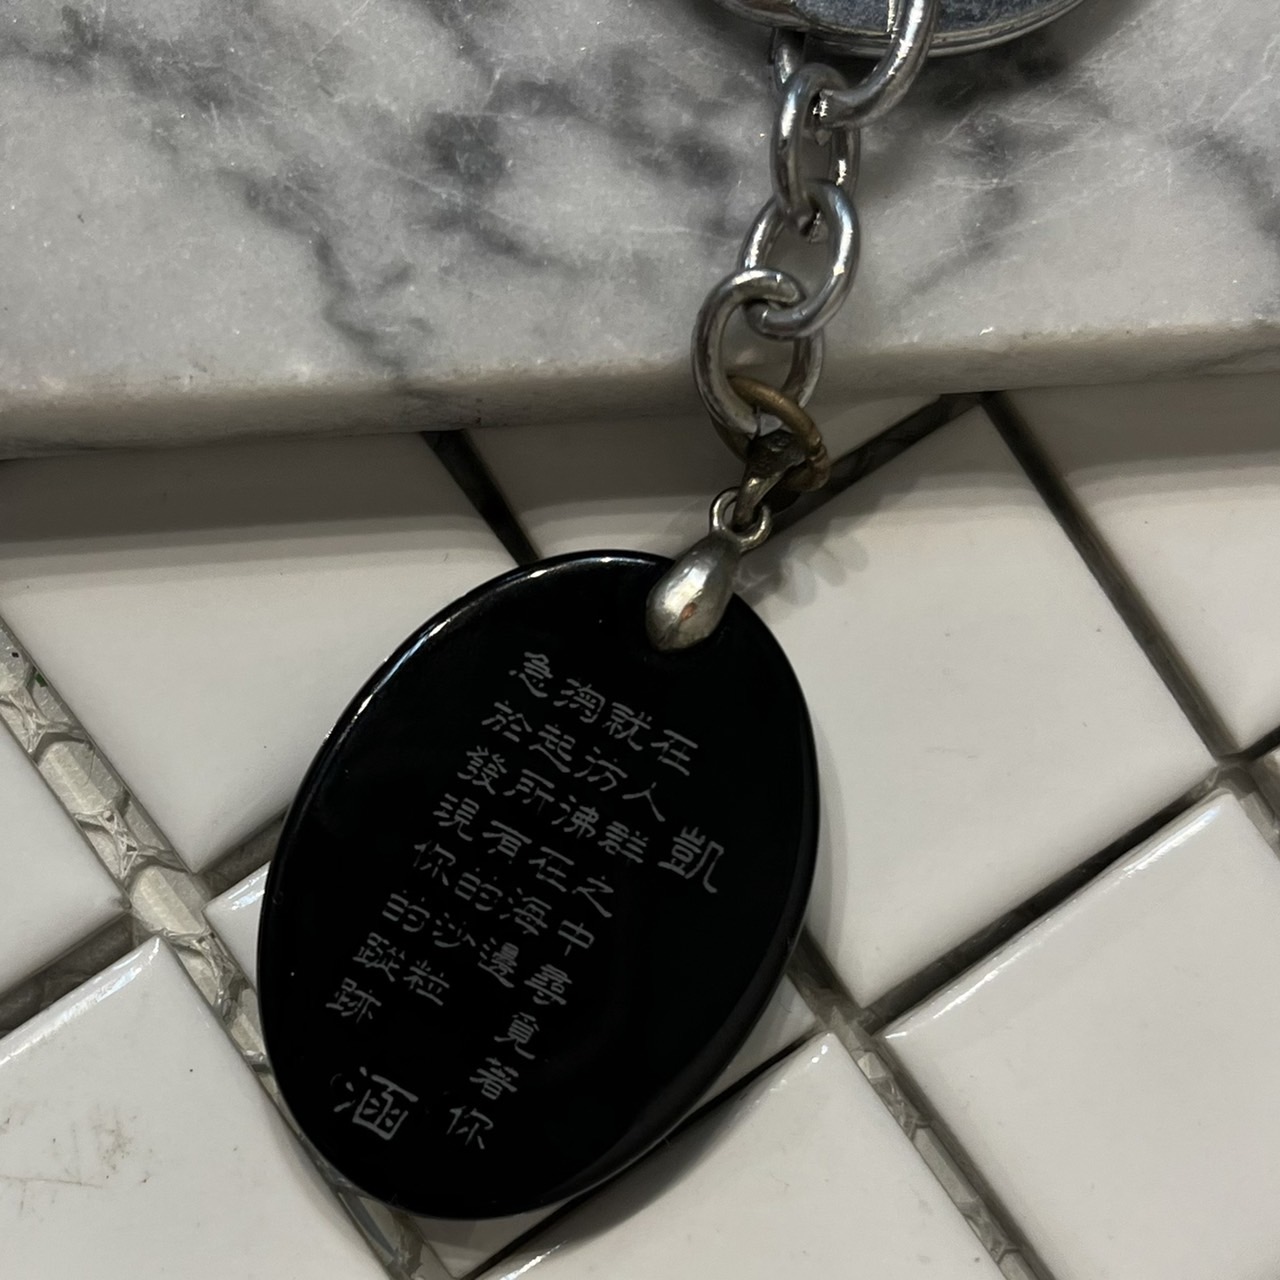 凱
在人群之中尋覓著你
就彷彿在海邊
掬起所有的沙粒
急於發現你的蹤跡
涵